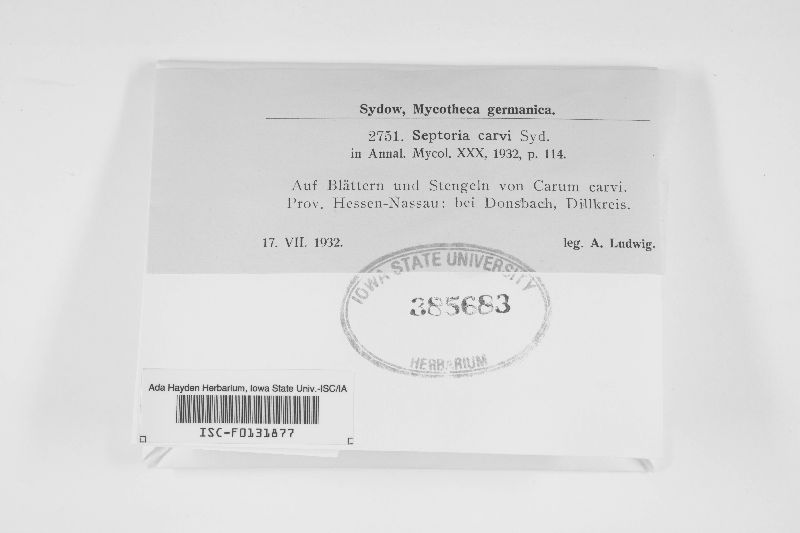 Sydow, Mycotheca germanica.
2751. Septoria carvi Syd.
in Annal. Mycol. XXX, 1932, p. 114.
Auf Blättern und Stengeln von Carum carvi.
Prov. Hessen-Nassau: bei Donsbach, Dillkreis.
17. VII. 1932. leg. A. Ludwig.
IOWA STATE UNIVERSITY
385683
HERBARIUM
Ada Hayden Herbarium, Iowa State Univ.-ISC/IA
ISC-F0131877